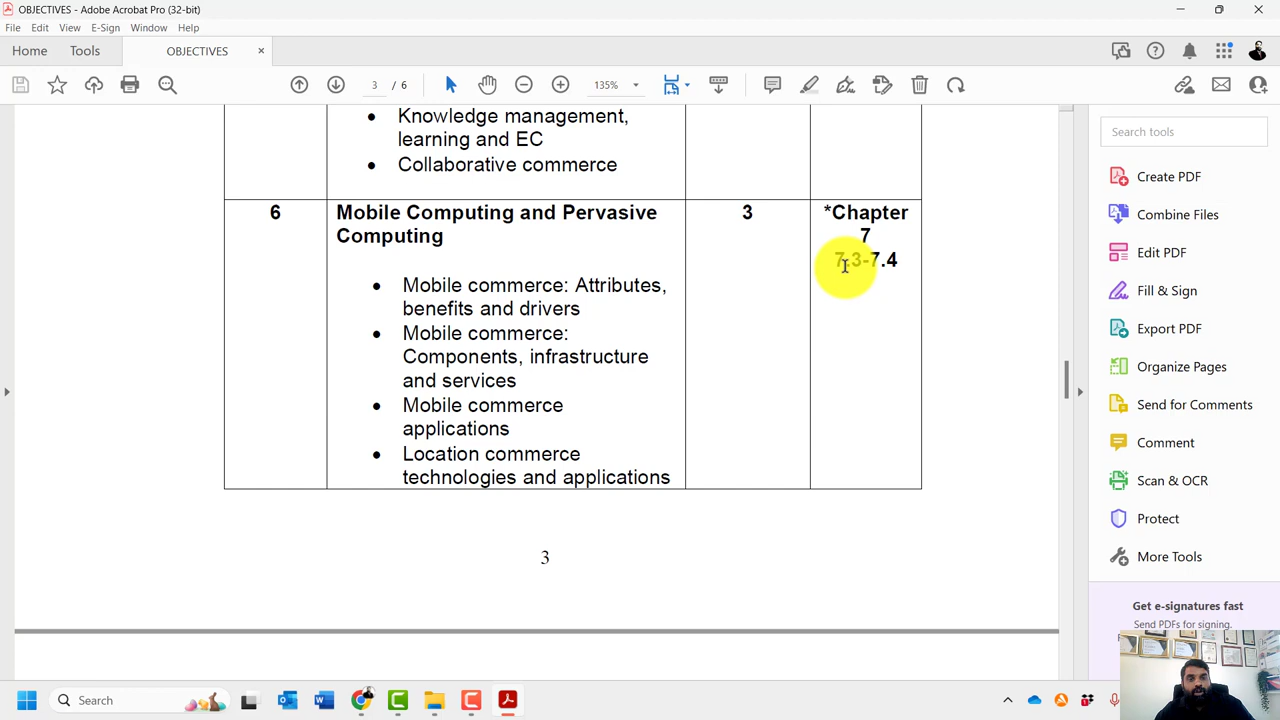 OBJECTIVES - Adobe Acrobat Pro (32-bit)
File Edit View E-Sign Window Help
Home Tools OBJECTIVES ×
3 / 6 135%
Knowledge management,
learning and EC
• Collaborative commerce
6 Mobile Computing and Pervasive 3 *Chapter
Computing 7
7.3-7.4
• Mobile commerce: Attributes,
benefits and drivers
• Mobile commerce:
Components, infrastructure
and services
• Mobile commerce
applications
• Location commerce
technologies and applications
3
Search tools
Create PDF
Combine Files
Edit PDF
Fill & Sign
Export PDF
Organize Pages
Send for Comments
Comment
Scan & OCR
Protect
More Tools
Get e-signatures fast
Send PDFs for signing.
Search